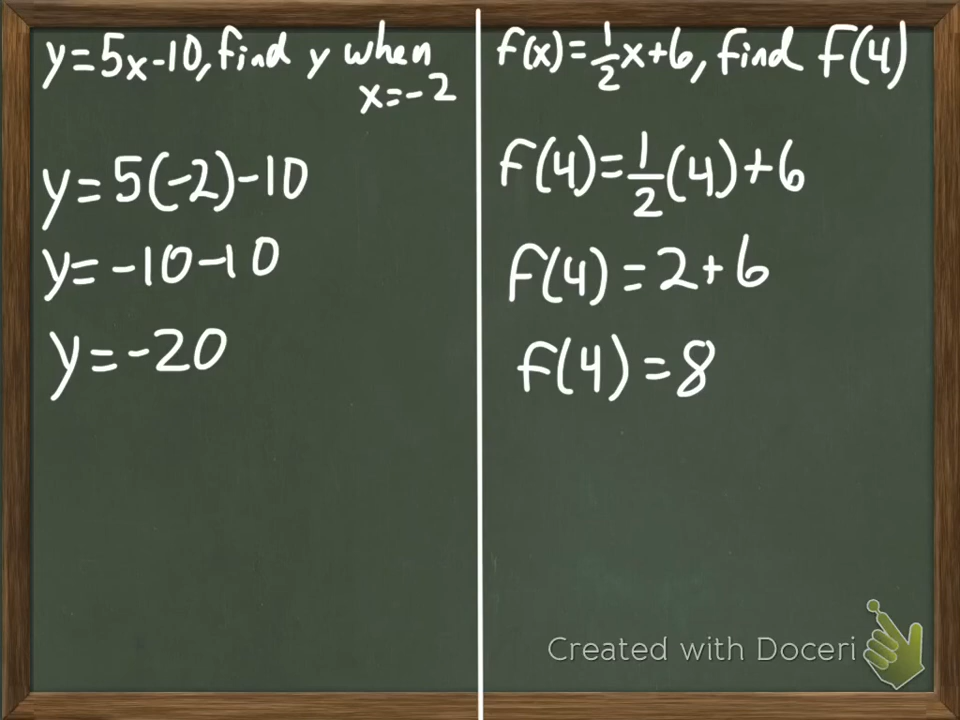 y=5x-10, find y when
x=-2
y=5(-2)-10
y=-10-10
y=-20
f(x)=1/2x+6, find f(4)
f(4)=1/2(4)+6
f(4)=2+6
f(4)=8
Created with Doceri